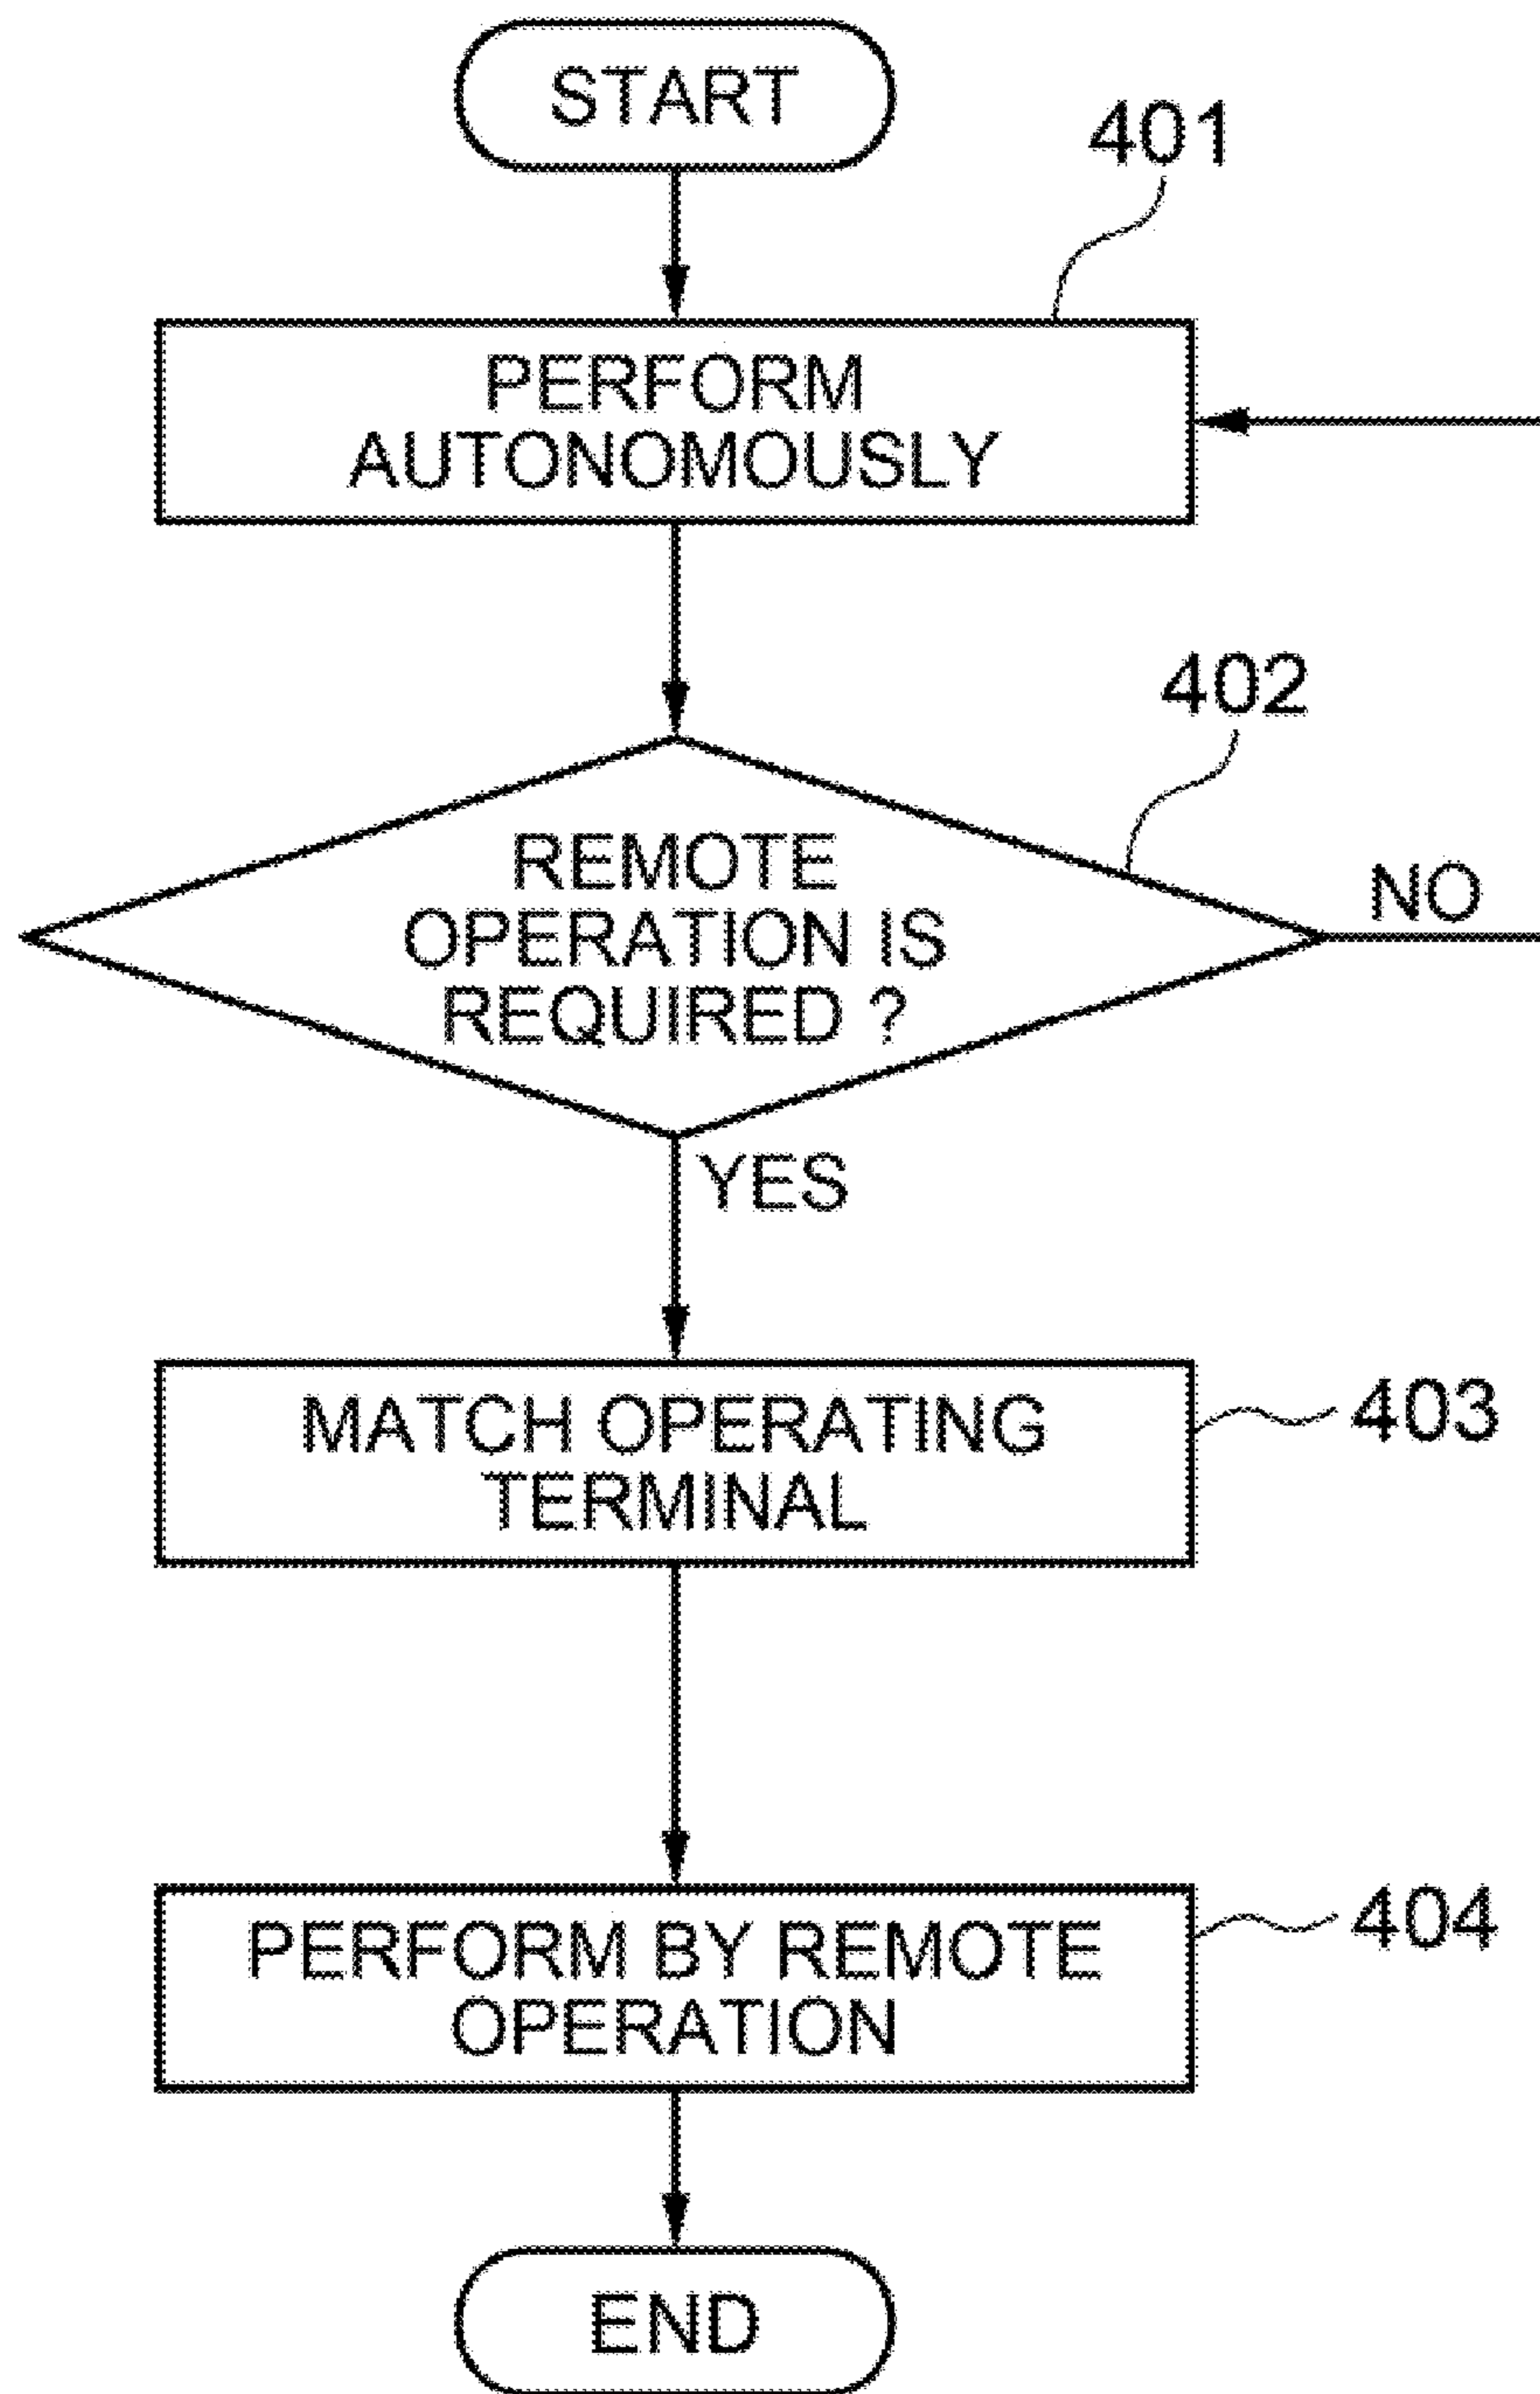 START
401
PERFORM
AUTONOMOUSLY
402
REMOTE
OPERATION IS
REQUIRED ?
NO
YES
MATCH OPERATING
TERMINAL
403
PERFORM BY REMOTE
OPERATION
404
END